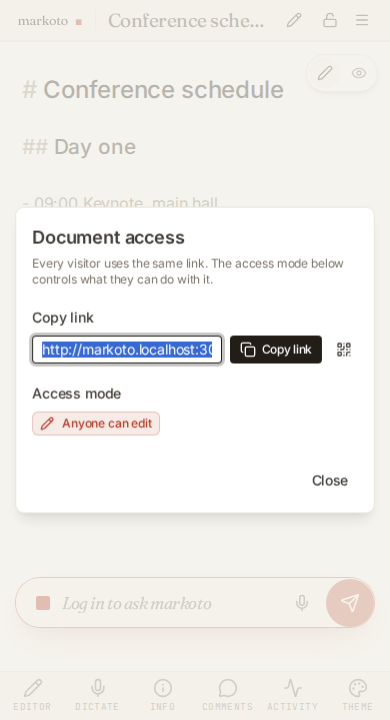 markoto
Conference sche...
# Conference schedule
## Day one
- 09:00 Keynote, main hall
Document access
Every visitor uses the same link. The access mode below
controls what they can do with it.
Copy link
http://markoto.localhost:30
Copy link
Access mode
Anyone can edit
Close
Log in to ask markoto
EDITOR
DICTATE
INFO
COMMENTS
ACTIVITY
THEME